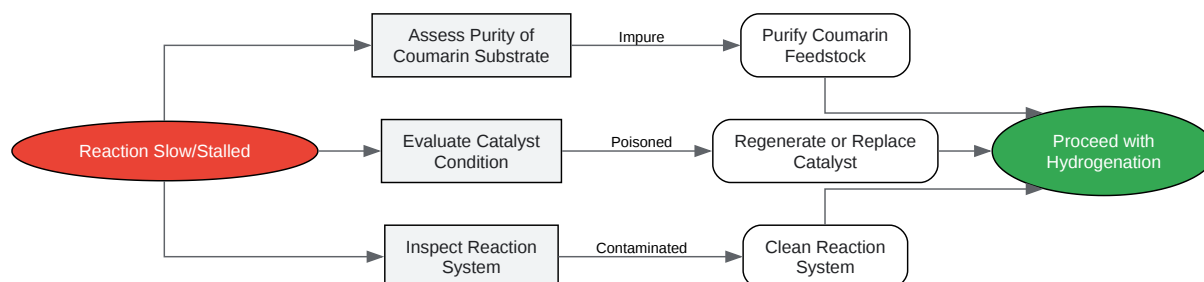 Assess Purity of
Coumarin Substrate
Impure
Purify Coumarin
Feedstock
Reaction Slow/Stalled
Evaluate Catalyst
Condition
Poisoned
Regenerate or Replace
Catalyst
Proceed with
Hydrogenation
Inspect Reaction
System
Contaminated
Clean Reaction
System